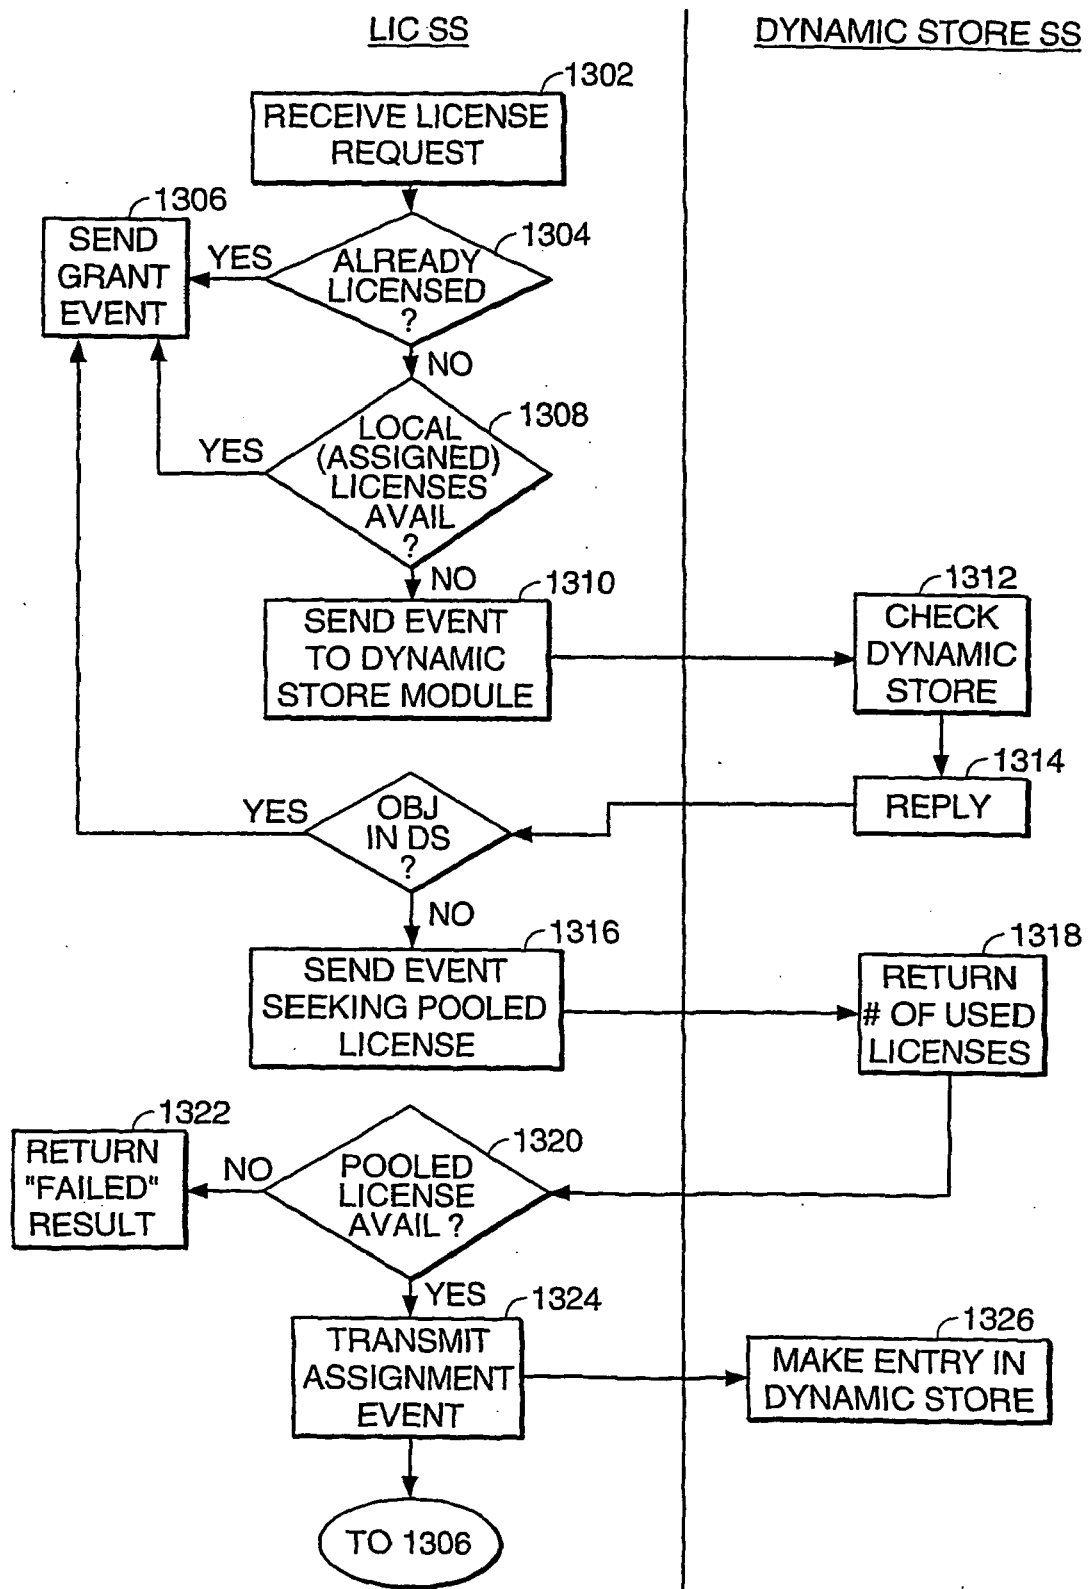 LIC SS
DYNAMIC STORE SS
1302
RECEIVE LICENSE
REQUEST
1306
SEND
GRANT
EVENT
YES
1304
ALREADY
LICENSED
?
NO
1308
YES
LOCAL
(ASSIGNED)
LICENSES
AVAIL
?
NO
1310
SEND EVENT
TO DYNAMIC
STORE MODULE
1312
CHECK
DYNAMIC
STORE
1314
REPLY
YES
OBJ
IN DS
?
NO
1316
SEND EVENT
SEEKING POOLED
LICENSE
1318
RETURN
# OF USED
LICENSES
1322
RETURN
"FAILED"
RESULT
NO
1320
POOLED
LICENSE
AVAIL ?
YES
1324
TRANSMIT
ASSIGNMENT
EVENT
1326
MAKE ENTRY IN
DYNAMIC STORE
TO 1306